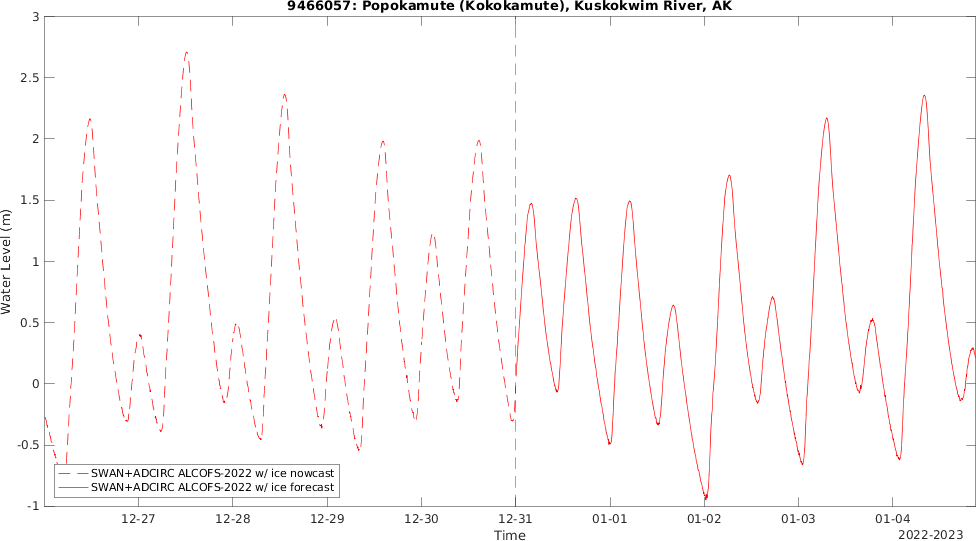 9466057: Popokamute (Kokokamute), Kuskokwim River, AK
3
2.5
2
1.5
1
0.5
0
-0.5
-1
Water Level (m)
SWAN+ADCIRC ALCOFS-2022 w/ ice nowcast
SWAN+ADCIRC ALCOFS-2022 w/ ice forecast
12-27 12-28 12-29 12-30 12-31 01-01 01-02 01-03 01-04
Time
2022-2023